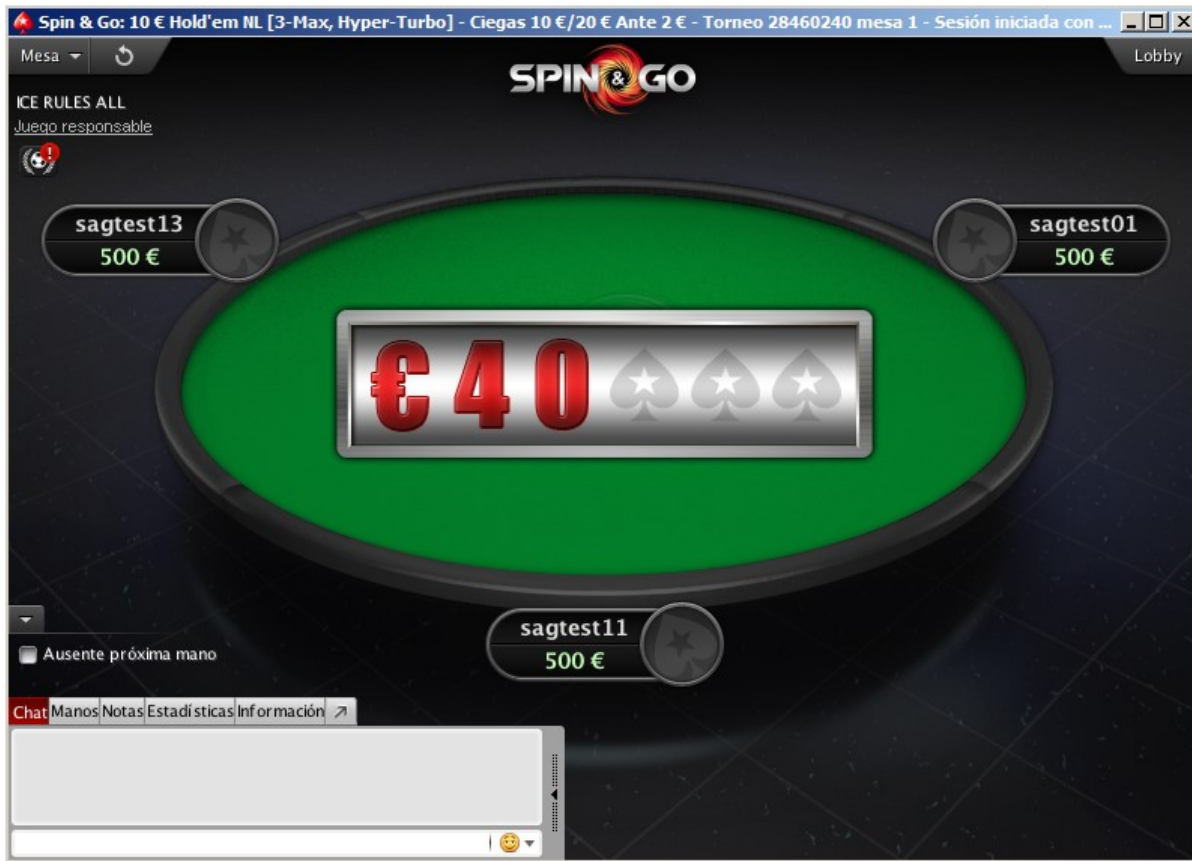 Spin & Go: 10 € Hold'em NL [3-Max, Hyper-Turbo] - Ciegas 10 €/20 € Ante 2 € - Torneo 28460240 mesa 1 - Sesión iniciada con ...
Mesa
Lobby
SPIN & GO
ICE RULES ALL
Juego responsable
!
sagtest13
500 €
sagtest01
500 €
€40
sagtest11
500 €
Ausente próxima mano
Chat Manos Notas Estadísticas Información